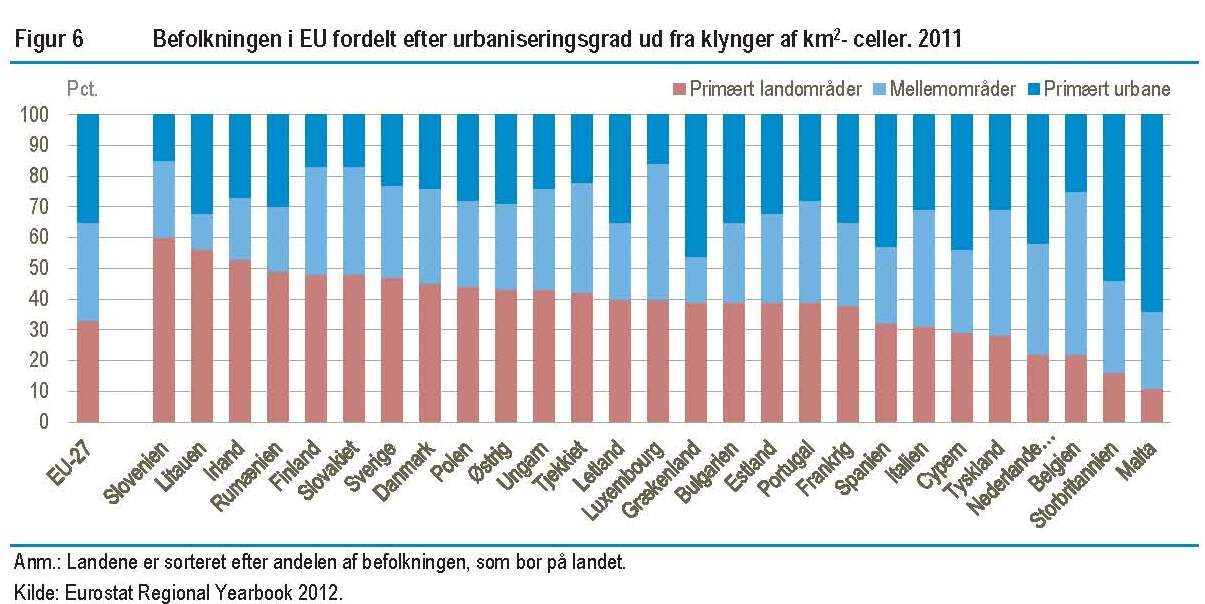 Figur 6 Befolkningen i EU fordelt efter urbaniseringsgrad ud fra klynger af km²- celler. 2011
Pct.
Primært landområder Mellemområder Primært urbane
100
90
80
70
60
50
40
30
20
10
0
EU-27
Slovenien
Litauen
Irland
Rumænien
Finland
Slovakiet
Sverige
Danmark
Polen
Østrig
Ungarn
Tjekkiet
Letland
Luxembourg
Grækenland
Bulgarien
Estland
Portugal
Frankrig
Spanien
Italien
Cypern
Tyskland
Nederlande…
Belgien
Storbritannien
Malta
Anm.: Landene er sorteret efter andelen af befolkningen, som bor på landet.
Kilde: Eurostat Regional Yearbook 2012.